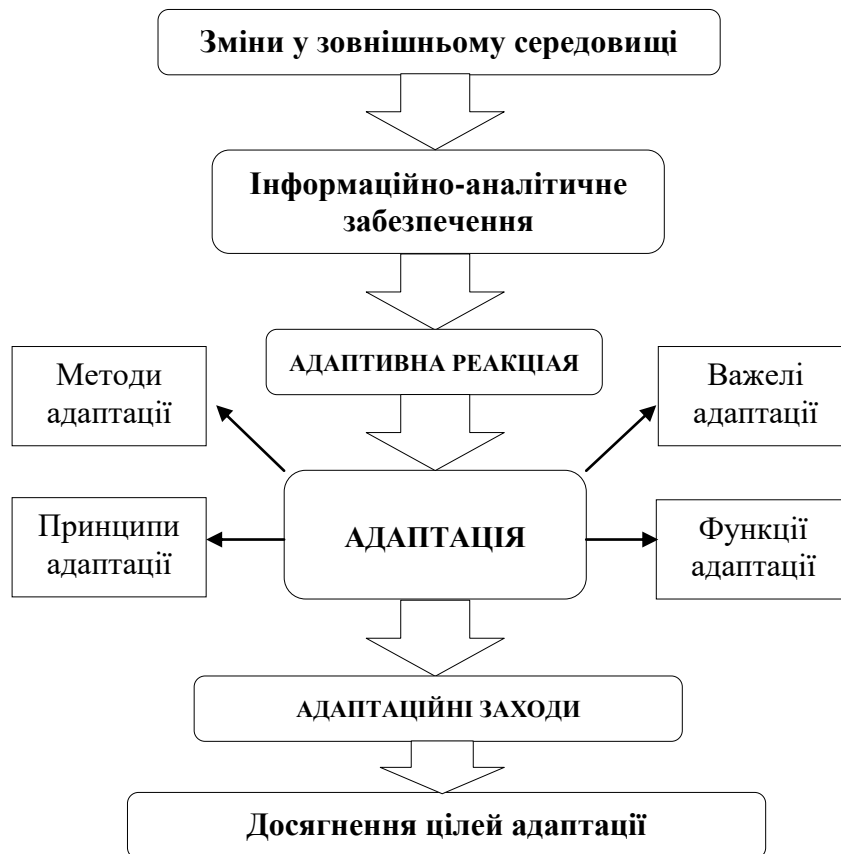 Зміни у зовнішньому середовищі
Інформаційно-аналітичне
забезпечення
АДАПТИВНА РЕАКЦІАЯ
Методи
адаптації
Важелі
адаптації
Принципи
адаптації
АДАПТАЦІЯ
Функції
адаптації
АДАПТАЦІЙНІ ЗАХОДИ
Досягнення цілей адаптації